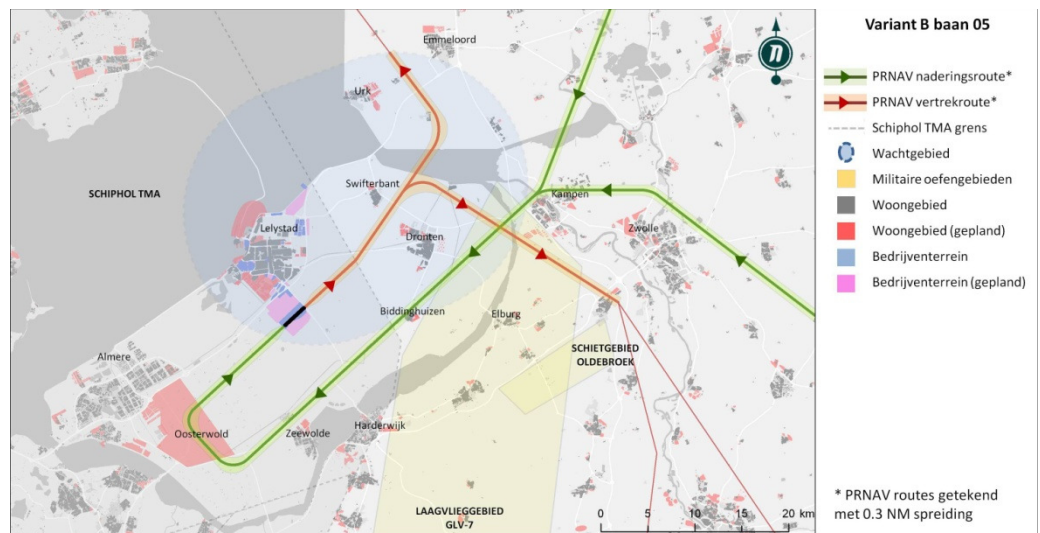 Variant B baan 05
PRNAV naderingsroute*
PRNAV vertrekroute*
Schiphol TMA grens
Wachtgebied
Militaire oefengebieden
Woongebied
Woongebied (gepland)
Bedrijventerrein
Bedrijventerrein (gepland)
* PRNAV routes getekend
met 0.3 NM spreiding
n
Emmeloord
Urk
SCHIPHOL TMA
Swifterbant
Kampen
Lelystad
Dronten
Zwolle
Biddinghuizen
Elburg
SCHIETGEBIED
OLDEBROEK
Almere
Oosterwold
Zeewolde
Harderwijk
LAAGVLIEGGEBIED
GLV-7
0 5 10 15 20 km